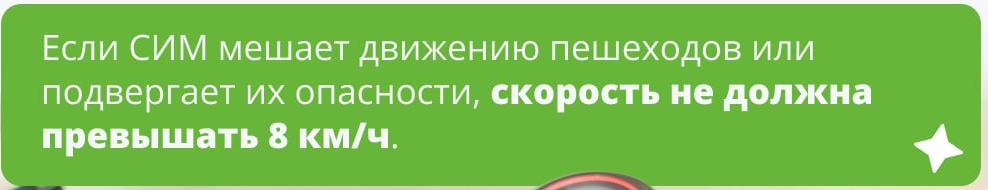 Если СИМ мешает движению пешеходов или
подвергает их опасности, скорость не должна
превышать 8 км/ч.